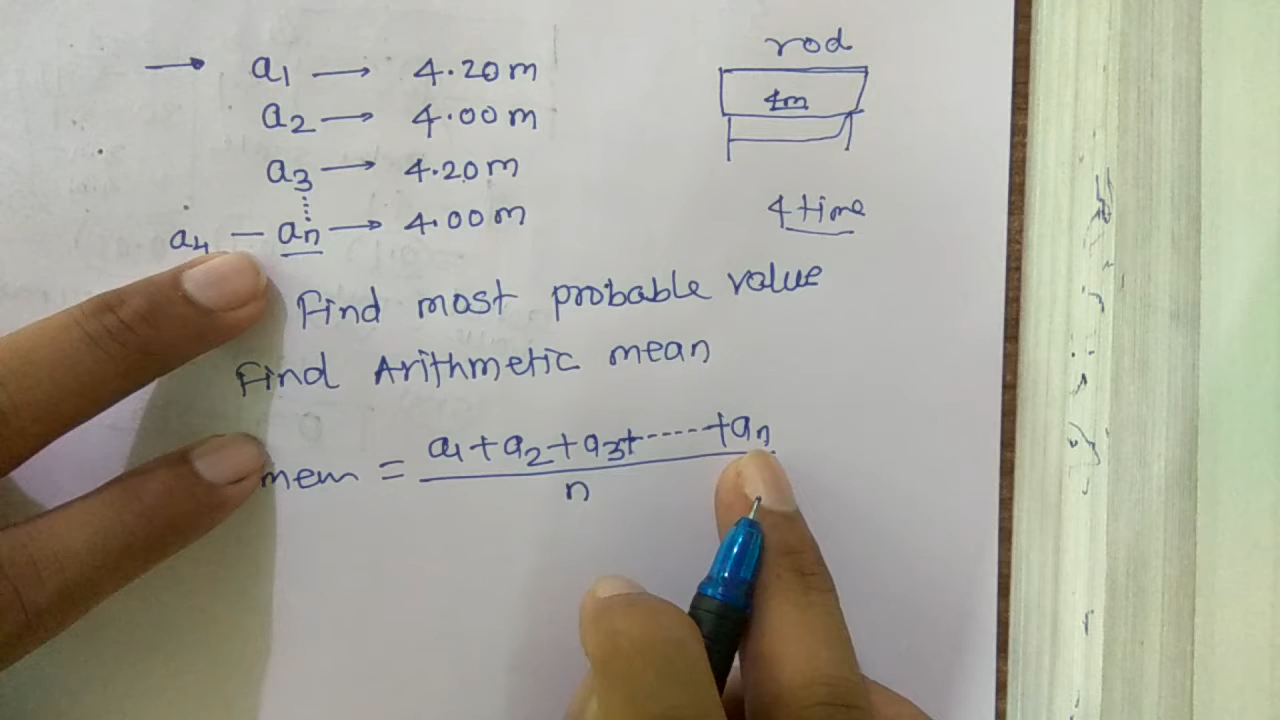 → a1 → 4.20m
a2 → 4.00m
a3 → 4.20m
a4 — an → 4.00m
rod
4m
4 time
Find most probable value
Find Arithmetic mean
mean = a1+a2+a3+-----+an
n